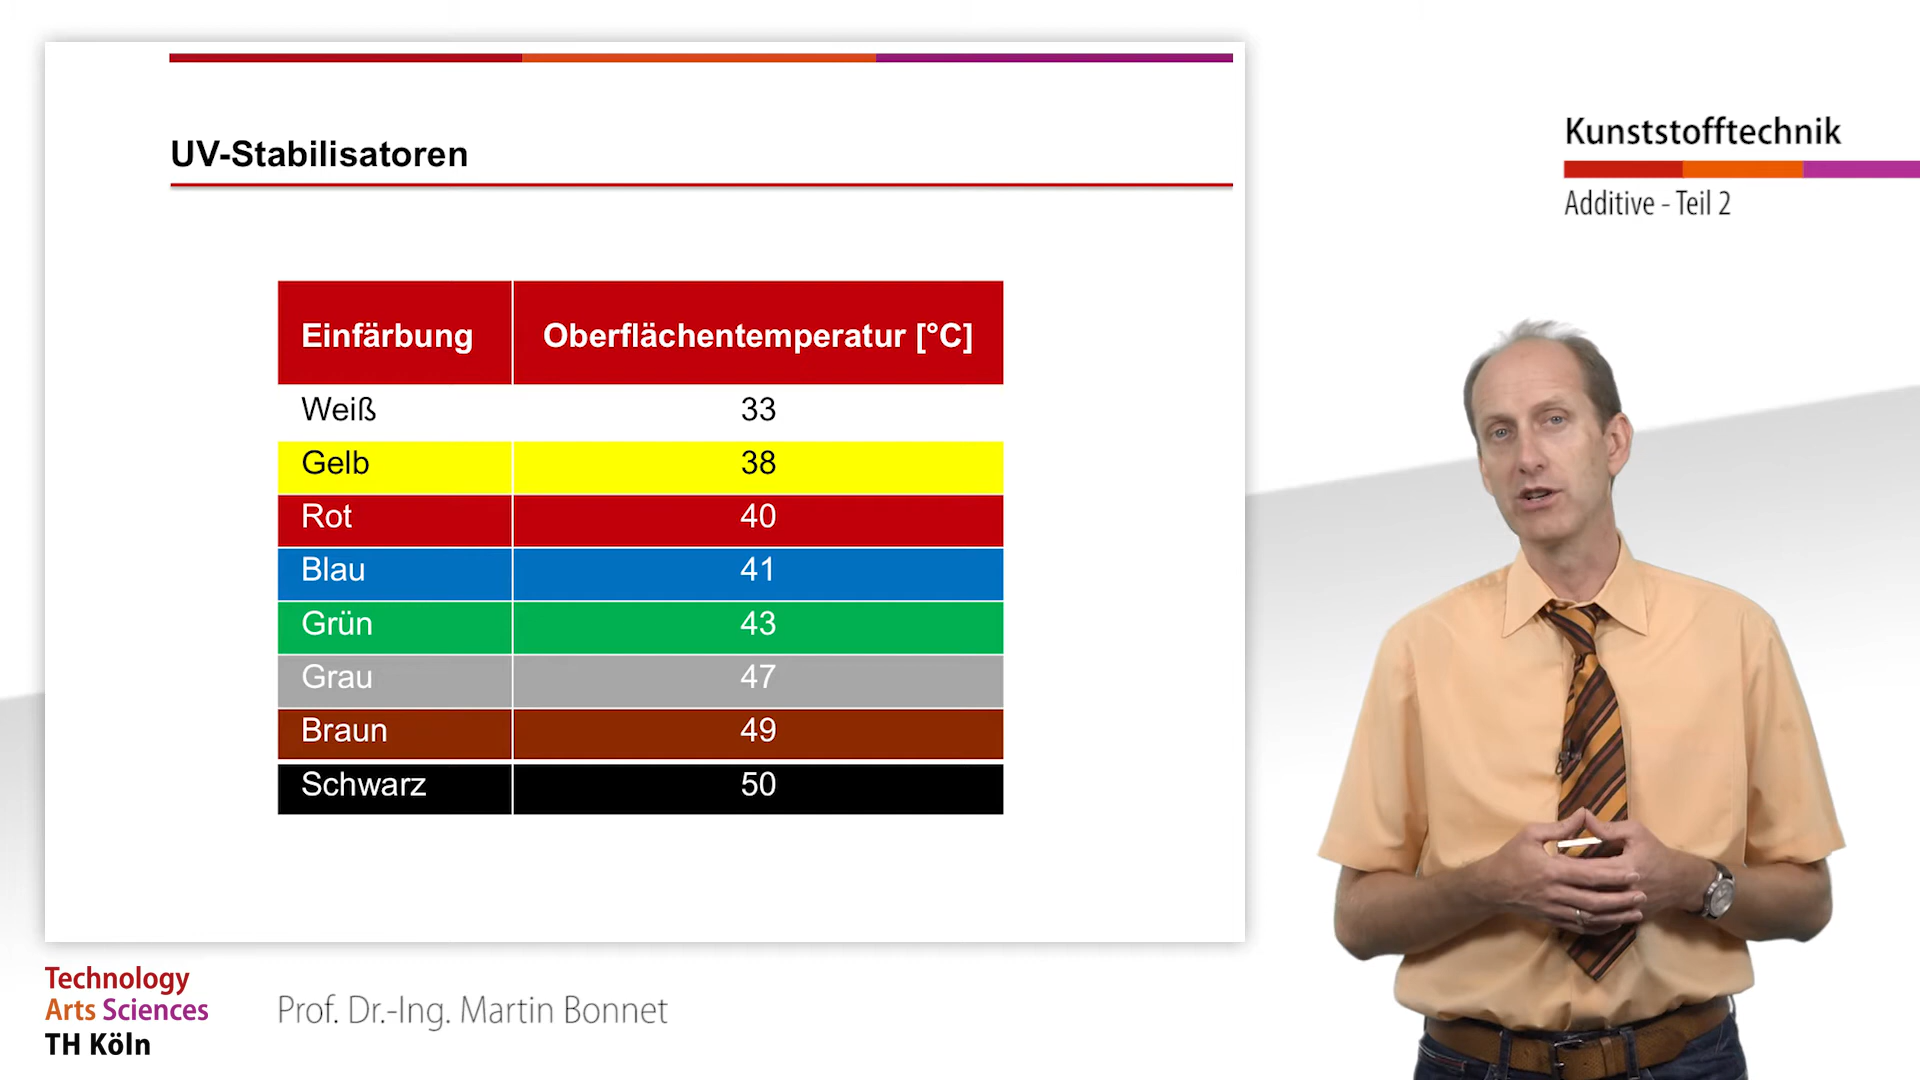 UV-Stabilisatoren
Einfärbung Oberflächentemperatur [°C]
Weiß 33
Gelb 38
Rot 40
Blau 41
Grün 43
Grau 47
Braun 49
Schwarz 50
Kunststofftechnik
Additive - Teil 2
Technology
Arts Sciences
TH Köln
Prof. Dr.-Ing. Martin Bonnet